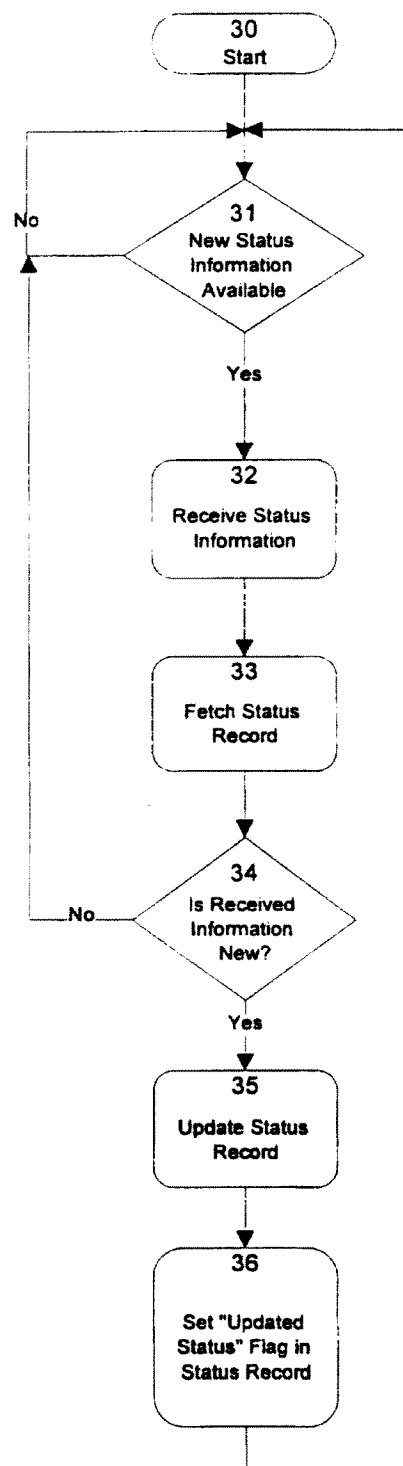 30
Start
31
New Status
Information
Available
No
Yes
32
Receive Status
Information
33
Fetch Status
Record
34
Is Received
Information
New?
No
Yes
35
Update Status
Record
36
Set "Updated
Status" Flag in
Status Record